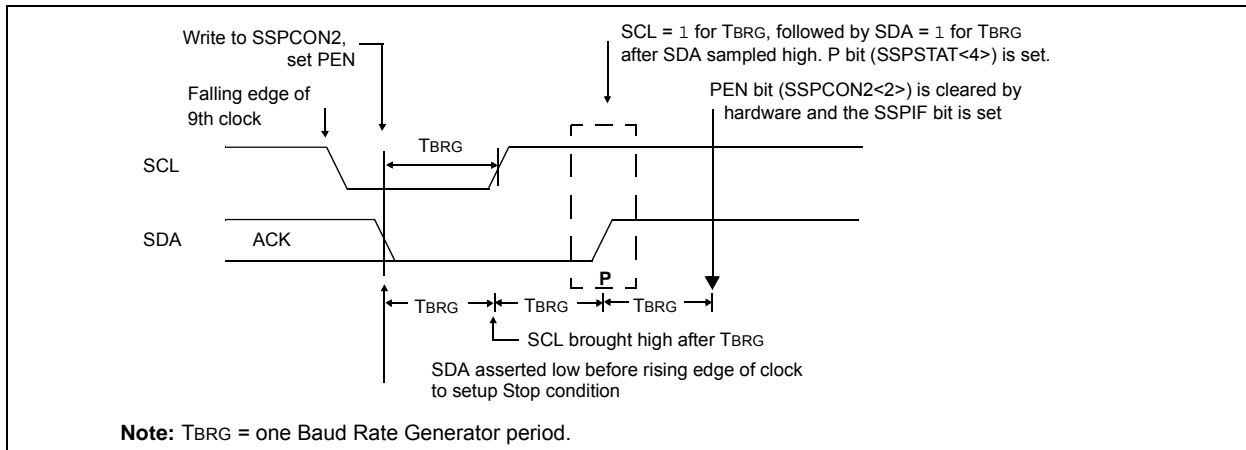 Write to SSPCON2,
set PEN
SCL = 1 for TBRG, followed by SDA = 1 for TBRG
after SDA sampled high. P bit (SSPSTAT<4>) is set.
Falling edge of
9th clock
PEN bit (SSPCON2<2>) is cleared by
hardware and the SSPIF bit is set
TBRG
SCL
SDA
ACK
P
TBRG
TBRG
TBRG
SCL brought high after TBRG
SDA asserted low before rising edge of clock
to setup Stop condition
Note: TBRG = one Baud Rate Generator period.